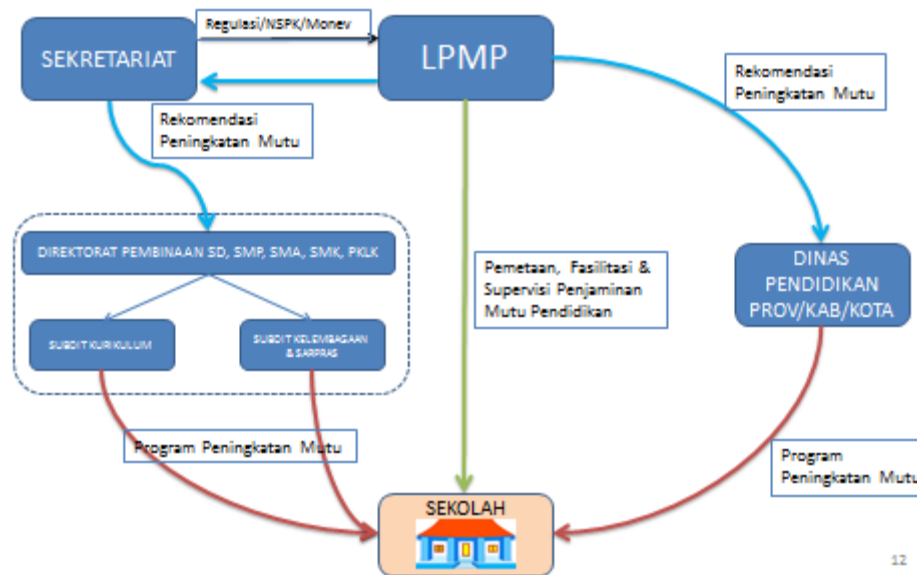 Regulasi/NSPK/Monev
SEKRETARIAT
LPMP
Rekomendasi
Peningkatan Mutu
Rekomendasi
Peningkatan Mutu
DIREKTORAT PEMBINAAN SD, SMP, SMA, SMK, PKLK
SUBDIT KURIKULUM
SUBDIT KELEMBAGAAN
& SARPRAS
Pemetaan, Fasilitasi &
Supervisi Penjaminan
Mutu Pendidikan
DINAS
PENDIDIKAN
PROV/KAB/KOTA
Program Peningkatan Mutu
Program
Peningkatan Mutu
SEKOLAH
12